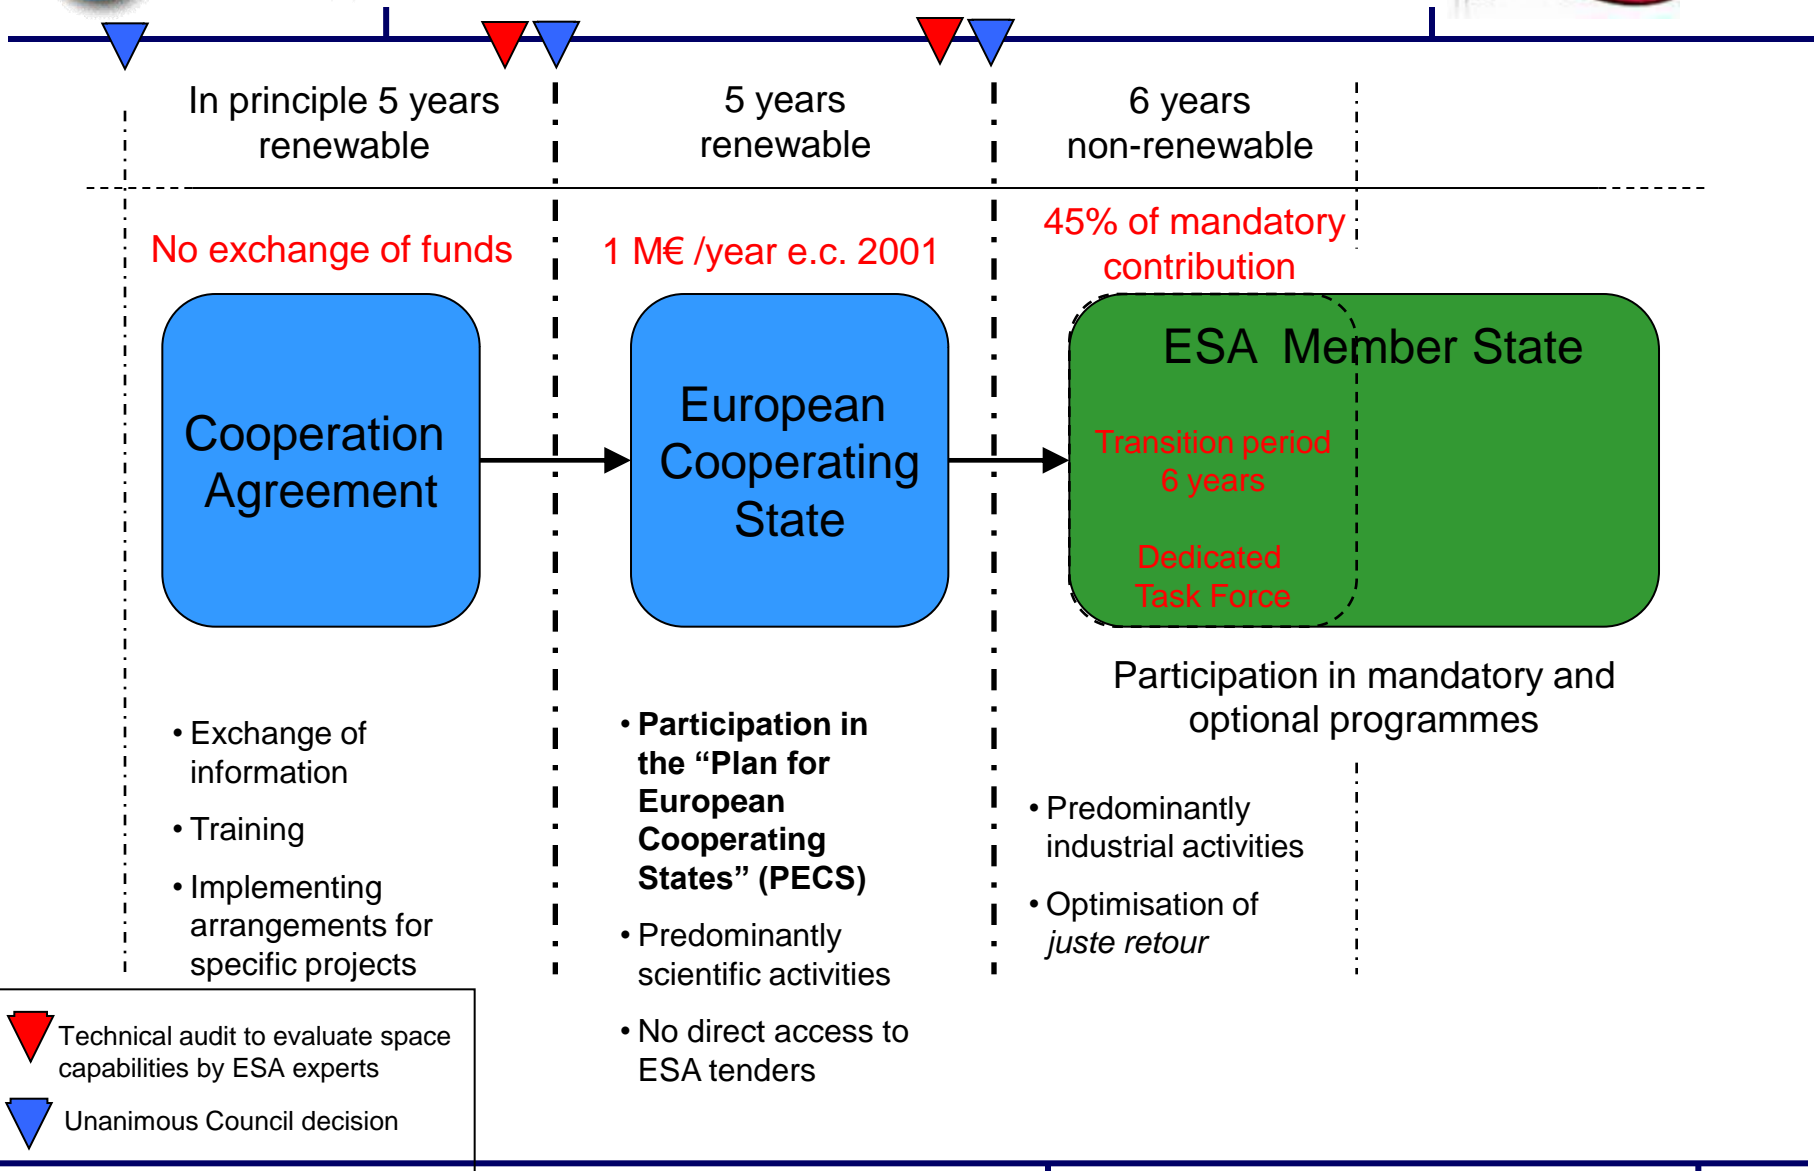 In principle 5 years
renewable
5 years
renewable
6 years
non-renewable
No exchange of funds
1 M€ /year e.c. 2001
45% of mandatory
contribution
Cooperation
Agreement
European
Cooperating
State
ESA Member State
Transition period
6 years
Dedicated
Task Force
• Exchange of
information
• Training
• Implementing
arrangements for
specific projects
• Participation in
the “Plan for
European
Cooperating
States” (PECS)
• Predominantly
scientific activities
• No direct access to
ESA tenders
Participation in mandatory and
optional programmes
• Predominantly
industrial activities
• Optimisation of
juste retour
Technical audit to evaluate space
capabilities by ESA experts
Unanimous Council decision